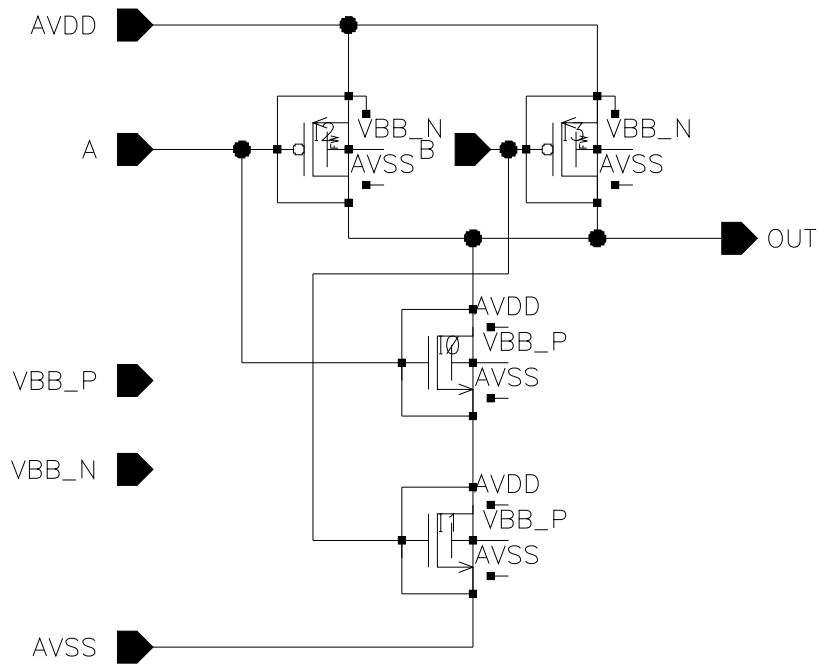 AVDD
A
I2
VBB_N
AVSS
B
I3
VBB_N
AVSS
OUT
AVDD
I0
VBB_P
AVSS
VBB_P
VBB_N
AVDD
I1
VBB_P
AVSS
AVSS